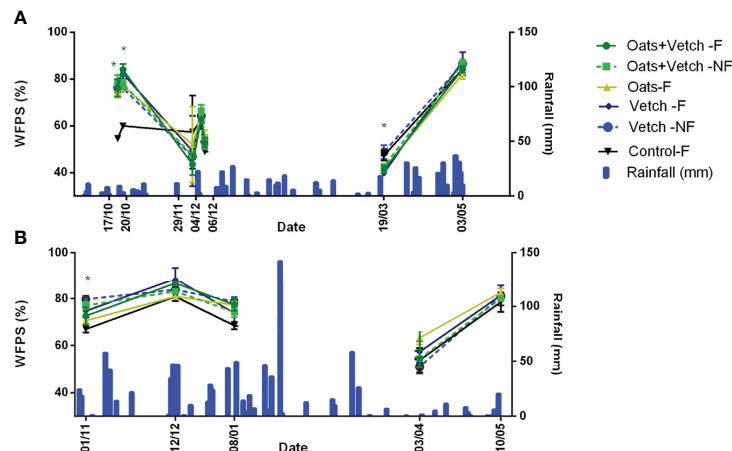 A
100
80
60
40
WFPS (%)
*
*
*
150
100
50
0
Rainfall (mm)
17/10
20/10
29/11
04/12
06/12
19/03
03/05
Date
Oats+Vetch -F
Oats+Vetch -NF
Oats-F
Vetch -F
Vetch -NF
Control-F
Rainfall (mm)
B
100
80
60
40
WFPS (%)
*
150
100
50
0
Rainfall (mm)
01/11
12/12
08/01
03/04
10/05
Date